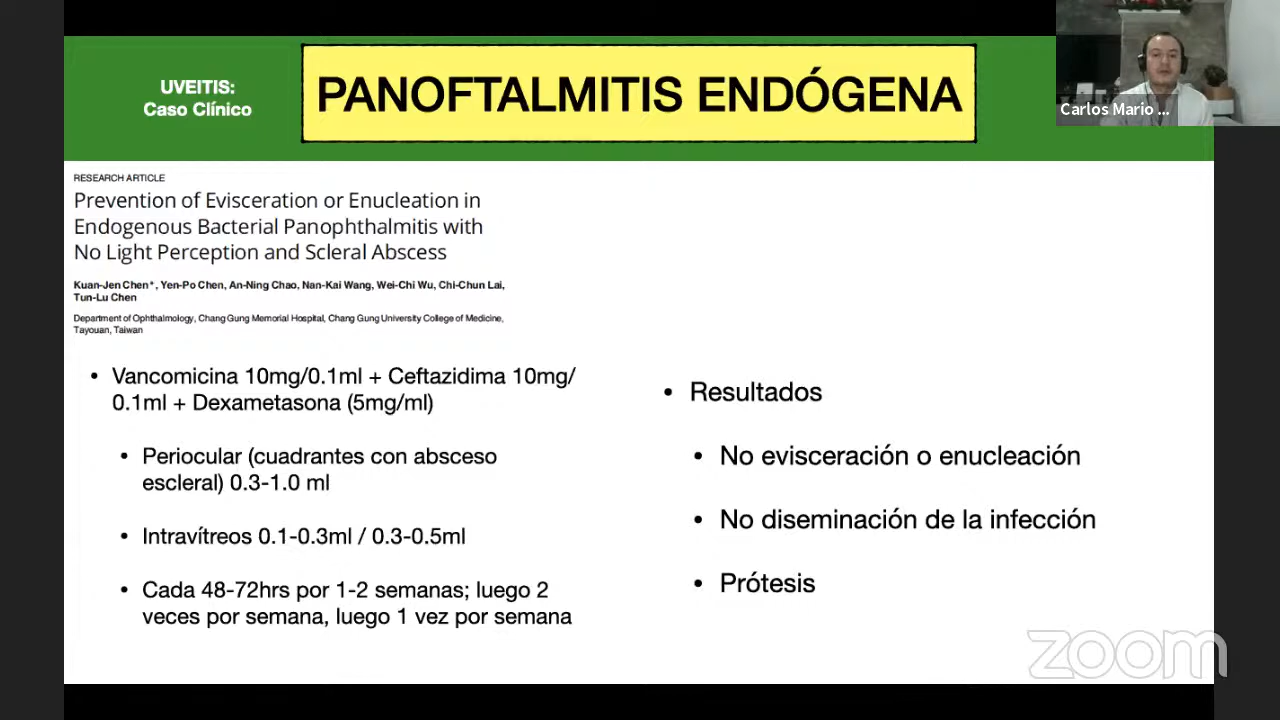 UVEITIS:
Caso Clínico
PANOFTALMITIS ENDÓGENA
Carlos Mario ...
RESEARCH ARTICLE
Prevention of Evisceration or Enucleation in
Endogenous Bacterial Panophthalmitis with
No Light Perception and Scleral Abscess
Kuan-Jen Chen*, Yen-Po Chen, An-Ning Chao, Nan-Kai Wang, Wei-Chi Wu, Chi-Chun Lai,
Tun-Lu Chen
Department of Ophthalmology, Chang Gung Memorial Hospital, Chang Gung University College of Medicine,
Tayouan, Taiwan
• Vancomicina 10mg/0.1ml + Ceftazidima 10mg/
0.1ml + Dexametasona (5mg/ml)
• Periocular (cuadrantes con absceso
escleral) 0.3-1.0 ml
• Intravítreos 0.1-0.3ml / 0.3-0.5ml
• Cada 48-72hrs por 1-2 semanas; luego 2
veces por semana, luego 1 vez por semana
• Resultados
• No evisceración o enucleación
• No diseminación de la infección
• Prótesis
zoom